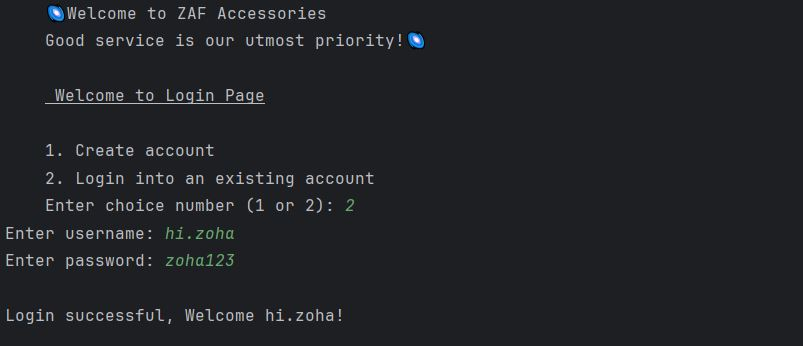 🌌Welcome to ZAF Accessories
Good service is our utmost priority!🌌
Welcome to Login Page
1. Create account
2. Login into an existing account
Enter choice number (1 or 2): 2
Enter username: hi.zoha
Enter password: zoha123
Login successful, Welcome hi.zoha!